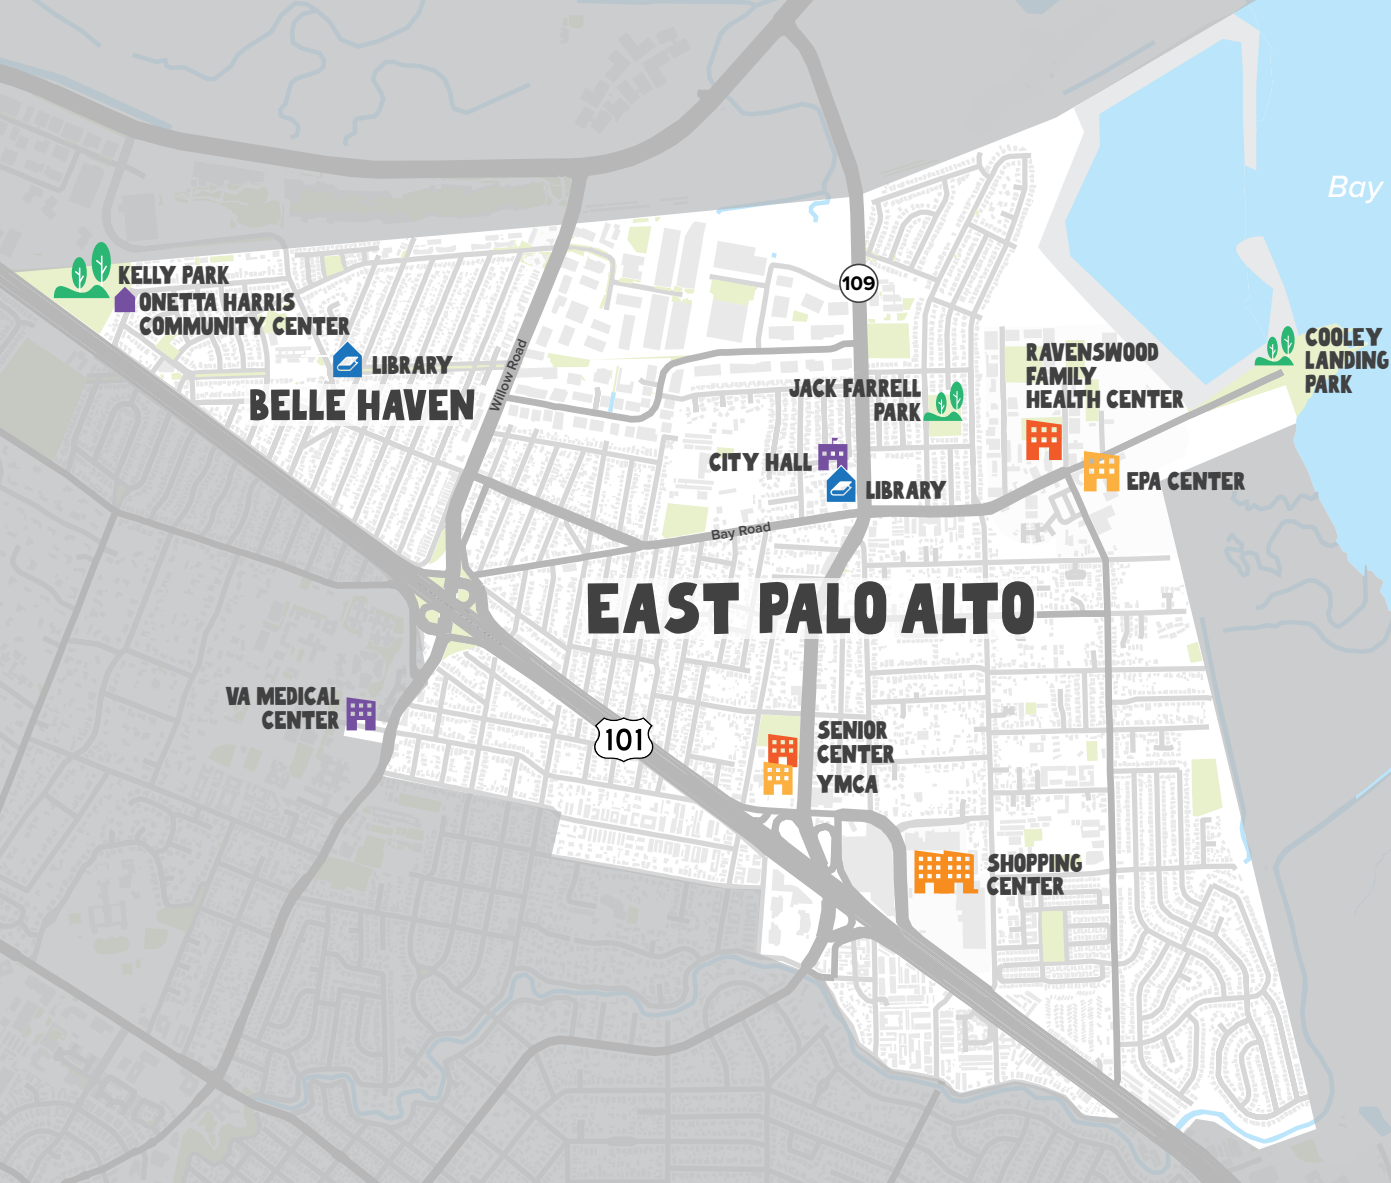 Bay
KELLY PARK
ONETTA HARRIS
COMMUNITY CENTER
109
LIBRARY
BELLE HAVEN
Willow Road
COOLEY
LANDING
PARK
RAVENSWOOD
FAMILY
HEALTH CENTER
JACK FARRELL
PARK
CITY HALL
LIBRARY
EPA CENTER
Bay Road
EAST PALO ALTO
VA MEDICAL
CENTER
101
SENIOR
CENTER
YMCA
SHOPPING
CENTER